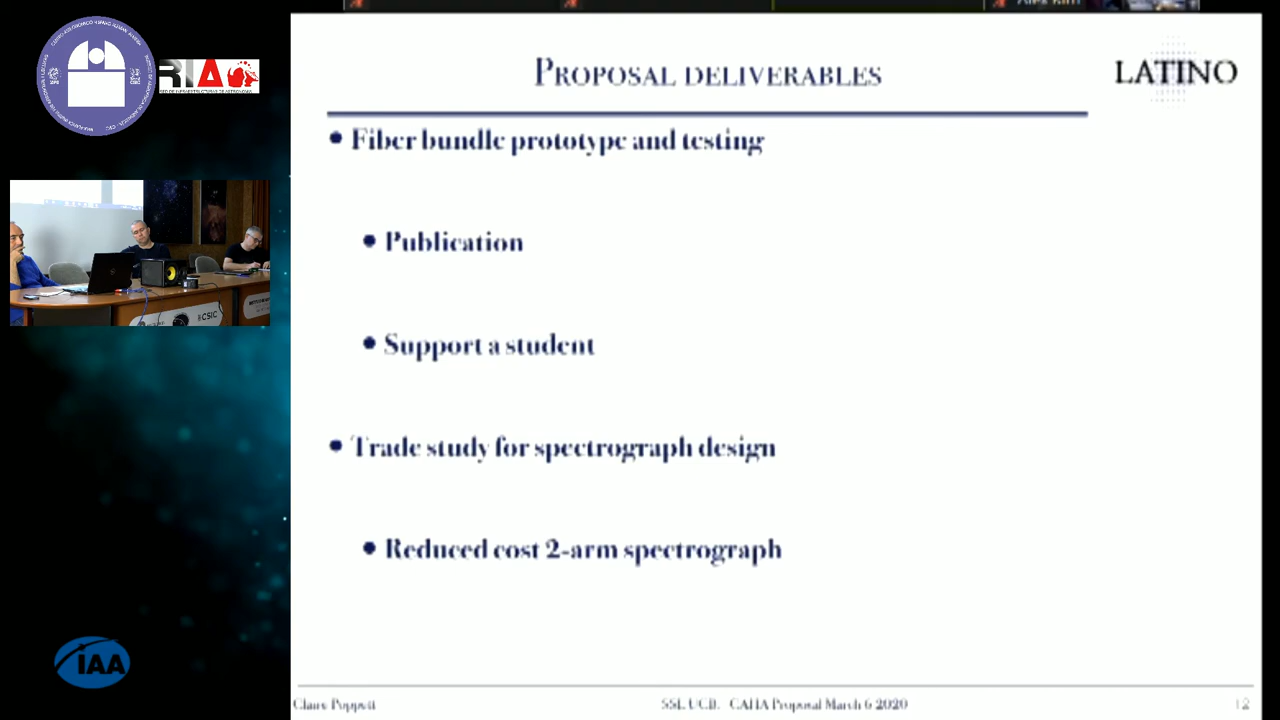 PROPOSAL DELIVERABLES
LATINO
RIA
• Fiber bundle prototype and testing
• Publication
• Support a student
• Trade study for spectrograph design
• Reduced cost 2-arm spectrograph
CSIC
IAA
Claire Poppett
SSL UCB. CAHA Proposal March 6 2020
12